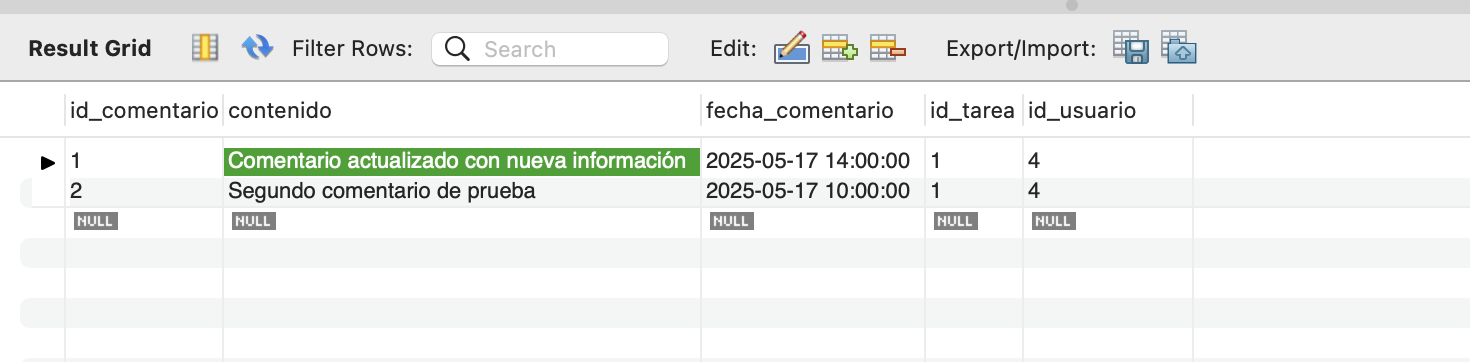 Result Grid Filter Rows: Search Edit: Export/Import:
id_comentario contenido fecha_comentario id_tarea id_usuario
1 Comentario actualizado con nueva información 2025-05-17 14:00:00 1 4
2 Segundo comentario de prueba 2025-05-17 10:00:00 1 4
NULL NULL NULL NULL NULL